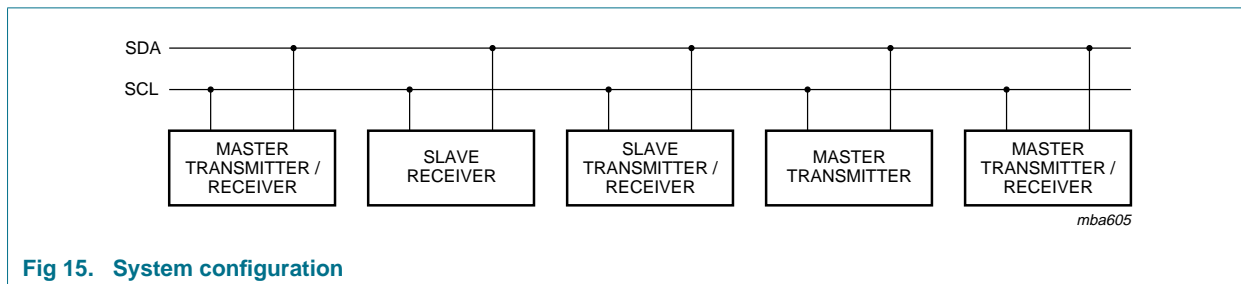 SDA
SCL
MASTER
TRANSMITTER /
RECEIVER
SLAVE
RECEIVER
SLAVE
TRANSMITTER /
RECEIVER
MASTER
TRANSMITTER
MASTER
TRANSMITTER /
RECEIVER
mba605
Fig 15. System configuration